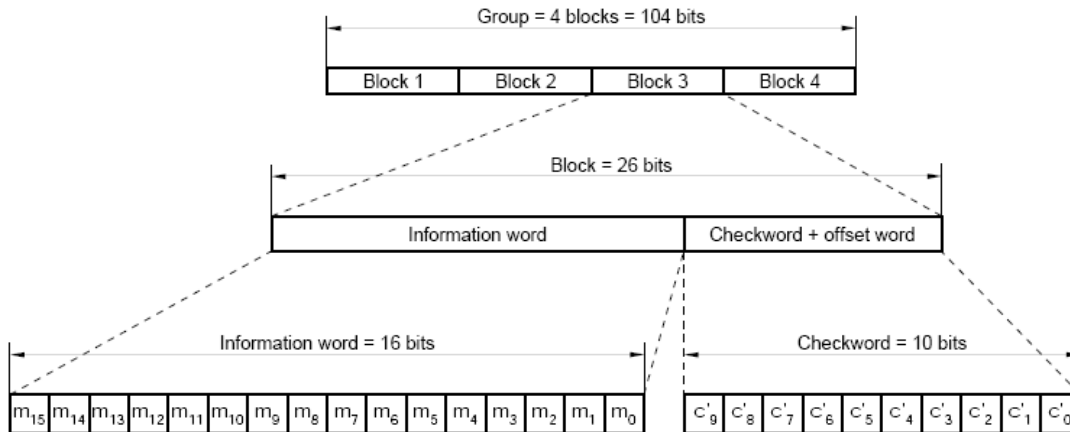 Group = 4 blocks = 104 bits
Block 1 Block 2 Block 3 Block 4
Block = 26 bits
Information word Checkword + offset word
Information word = 16 bits Checkword = 10 bits
m15 m14 m13 m12 m11 m10 m9 m8 m7 m6 m5 m4 m3 m2 m1 m0 c'9 c'8 c'7 c'6 c'5 c'4 c'3 c'2 c'1 c'0